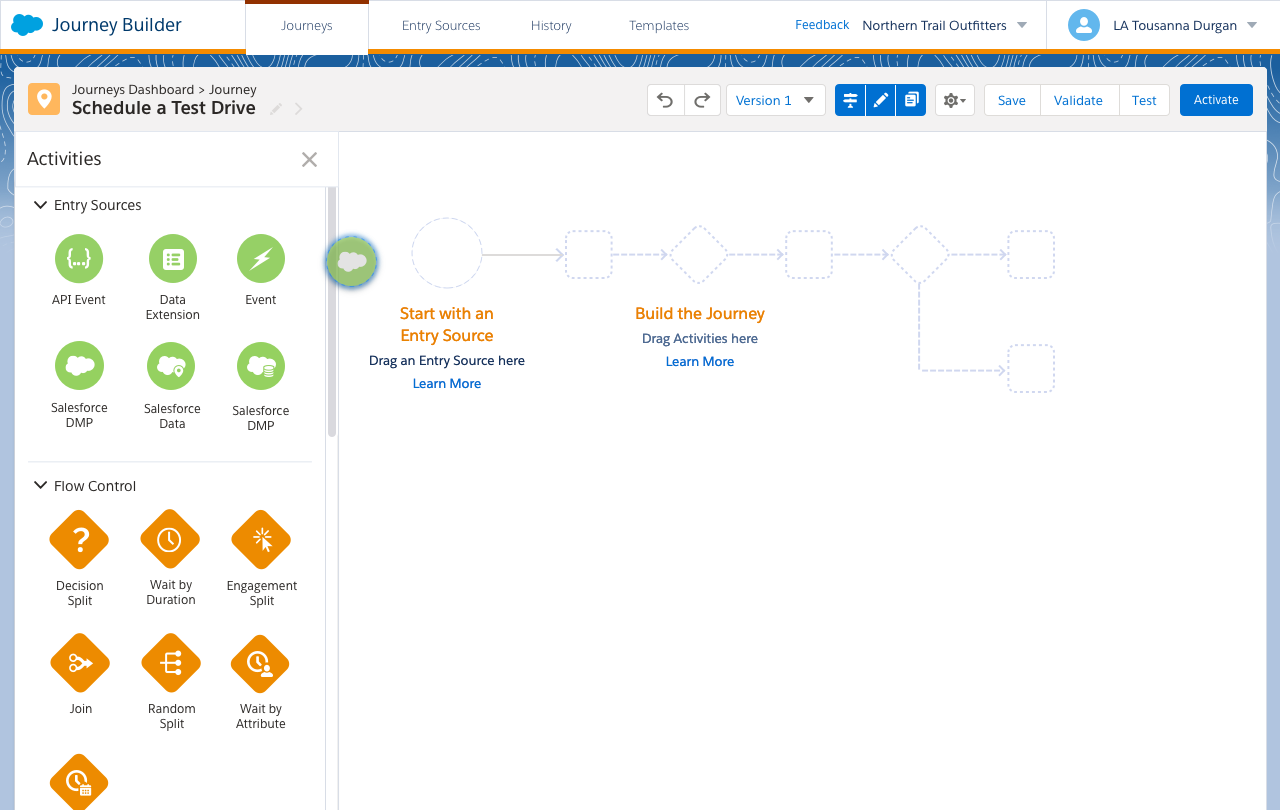 Journey Builder
Journeys
Entry Sources
History
Templates
Feedback
Northern Trail Outfitters
LA Tousanna Durgan
Journeys Dashboard > Journey
Schedule a Test Drive
Version 1
Save
Validate
Test
Activate
Activities
Entry Sources
{...}
API Event
Data
Extension
Event
Salesforce
DMP
Salesforce
Data
Salesforce
DMP
Flow Control
?
Decision
Split
Wait by
Duration
Engagement
Split
Join
Random
Split
Wait by
Attribute
Start with an
Entry Source
Drag an Entry Source here
Learn More
Build the Journey
Drag Activities here
Learn More